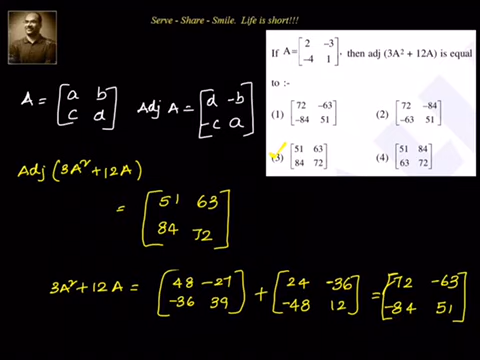 Serve - Share - Smile. Life is short!!!
If A = [2 -3; -4 1], then adj (3A² + 12A) is equal
to :-
(1) [72 -63; -84 51] (2) [72 -84; -63 51]
(3) [51 63; 84 72] (4) [51 84; 63 72]
A = [a b; c d] Adj A = [d -b; -c a]
Adj (3A² + 12A)
= [51 63; 84 72]
3A² + 12A = [48 -27; -36 39] + [24 -36; -48 12] = [72 -63; -84 51]